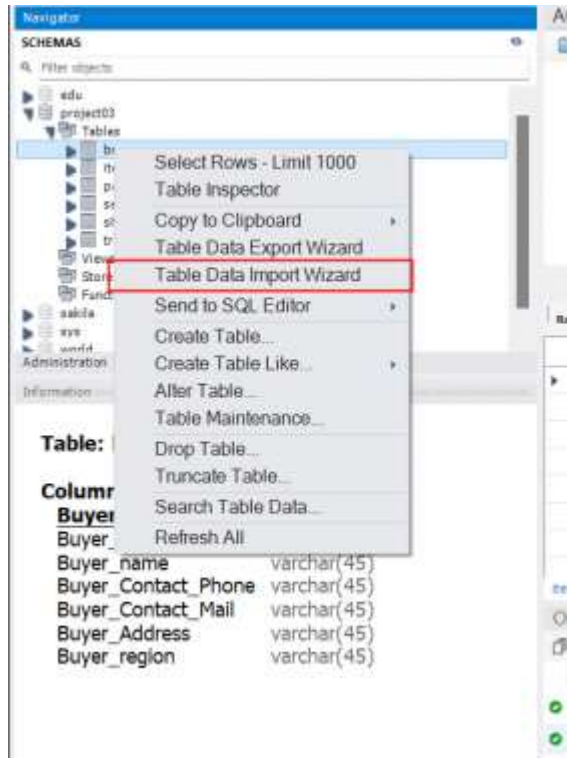 Navigator
SCHEMAS
Filter objects
edu
project03
Tables
Views
sakila
sys
world
Administration
Information
Select Rows - Limit 1000
Table Inspector
Copy to Clipboard
Table Data Export Wizard
Table Data Import Wizard
Send to SQL Editor
Create Table...
Create Table Like...
Alter Table...
Table Maintenance...
Drop Table...
Truncate Table...
Search Table Data...
Refresh All
Table:
Buyer_name varchar(45)
Buyer_Contact_Phone varchar(45)
Buyer_Contact_Mail varchar(45)
Buyer_Address varchar(45)
Buyer_region varchar(45)